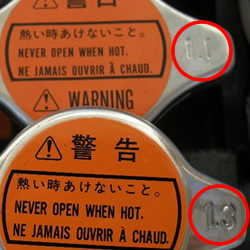 警告
熱い時あけないこと。
NEVER OPEN WHEN HOT.
NE JAMAIS OUVRIR À CHAUD.
WARNING
1.1
警告
熱い時あけないこと。
NEVER OPEN WHEN HOT.
NE JAMAIS OUVRIR À CHAUD.
1.3